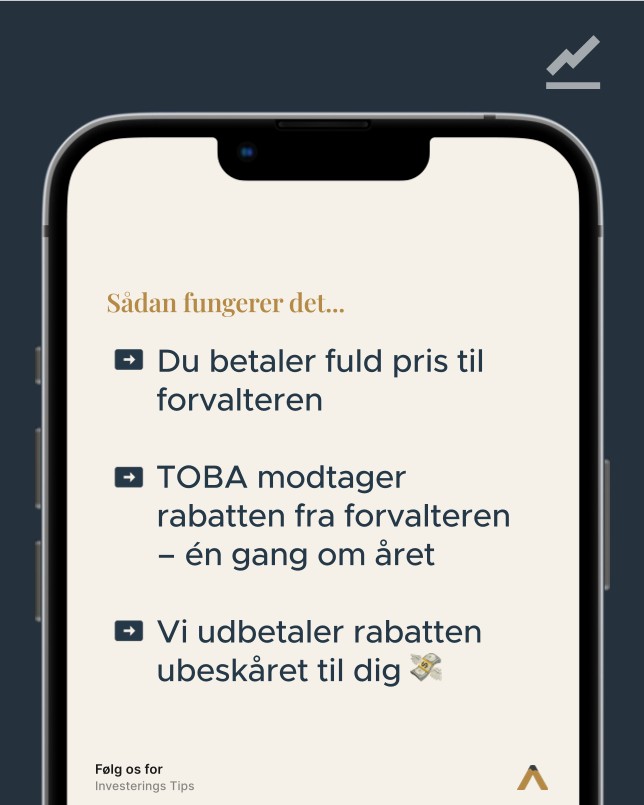 Sådan fungerer det...
➡ Du betaler fuld pris til
forvalteren
➡ TOBA modtager
rabatten fra forvalteren
– én gang om året
➡ Vi udbetaler rabatten
ubeskåret til dig 💸
Følg os for
Investerings Tips